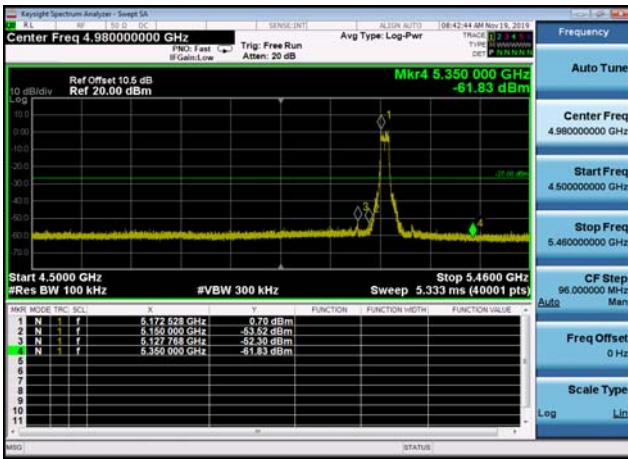 Keysight Spectrum Analyzer - Swept SA
RL RF 50 Ω DC SENSE:INT ALIGN AUTO 08:42:44 AM Nov 19, 2019
Center Freq 4.980000000 GHz
PNO: Fast
IFGain:Low
Trig: Free Run
Atten: 20 dB
Avg Type: Log-Pwr
TRACE 1 2 3 4 5 6
TYPE
DET P N N N N N
Ref Offset 10.5 dB
10 dB/div Ref 20.00 dBm
Log
Mkr4 5.350 000 GHz
-61.83 dBm
10.0
0.00
-10.0
-20.0
-30.0
-40.0
-50.0
-60.0
-70.0
1
-27.00 dBm
3
2
4
Start 4.5000 GHz Stop 5.4600 GHz
#Res BW 100 kHz #VBW 300 kHz Sweep 5.333 ms (40001 pts)
MKR MODE TRC SCL X Y FUNCTION FUNCTION WIDTH FUNCTION VALUE
1 N 1 f 5.172 528 GHz 0.70 dBm
2 N 1 f 5.150 000 GHz -53.52 dBm
3 N 1 f 5.127 768 GHz -52.30 dBm
4 N 1 f 5.350 000 GHz -61.83 dBm
5
6
7
8
9
10
11
MSG STATUS
Frequency
Auto Tune
Center Freq
4.980000000 GHz
Start Freq
4.500000000 GHz
Stop Freq
5.460000000 GHz
CF Step
96.000000 MHz
Auto Man
Freq Offset
0 Hz
Scale Type
Log Lin